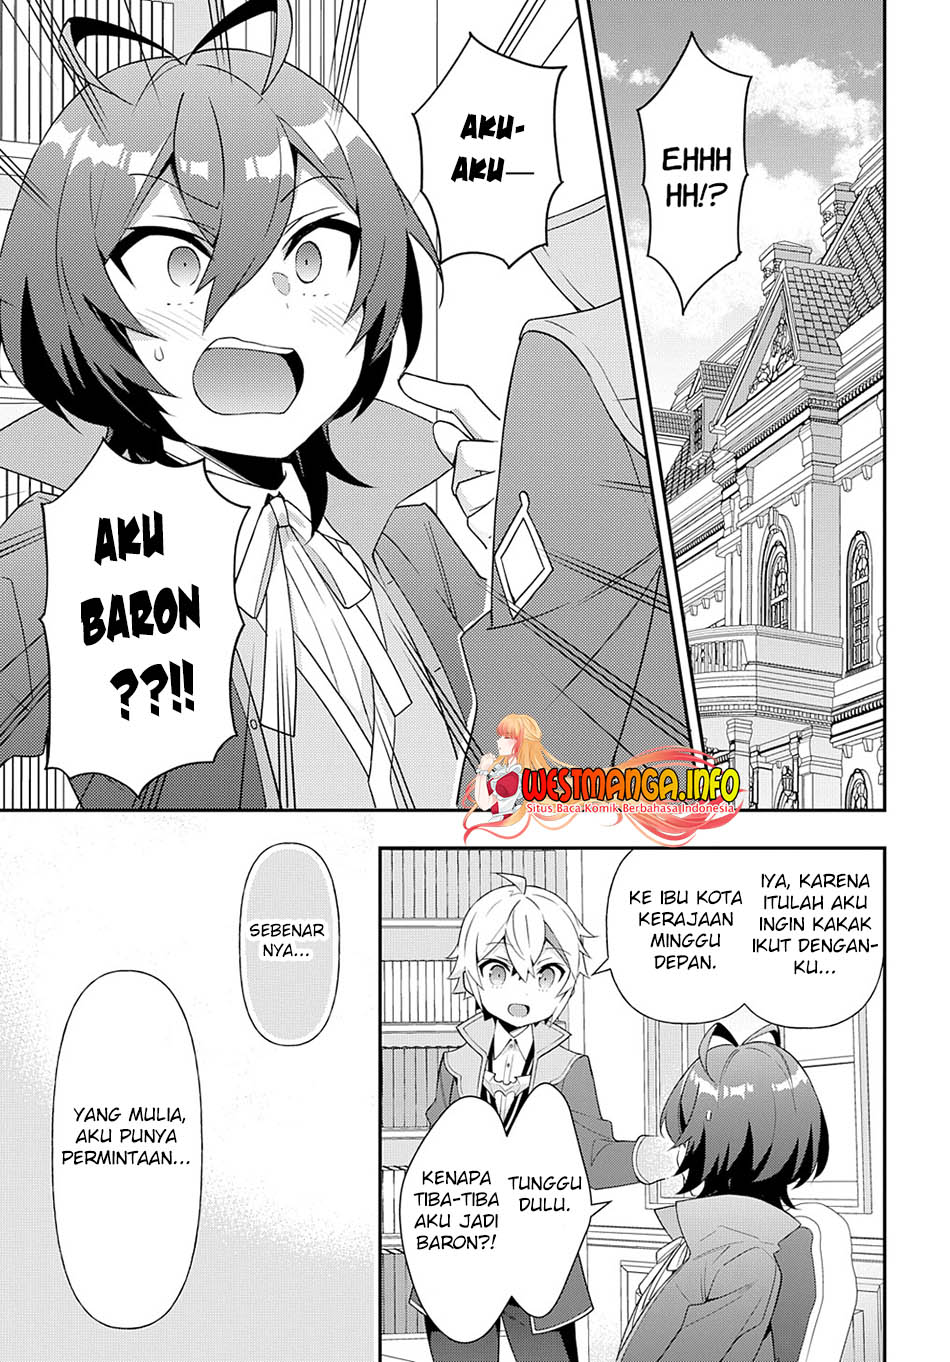 EHHH
HH!?
AKU-
AKU—
AKU
BARON
??!!
WESTMANGA.INFO
Situs Baca Komik Berbahasa Indonesia
IYA, KARENA
ITULAH AKU
INGIN KAKAK
IKUT DENGAN-
KU...
KE IBU KOTA
KERAJAAN
MINGGU
DEPAN.
TUNGGU
DULU.
KENAPA
TIBA-TIBA
AKU JADI
BARON?!
SEBENAR
NYA...
YANG MULIA,
AKU PUNYA
PERMINTAAN...